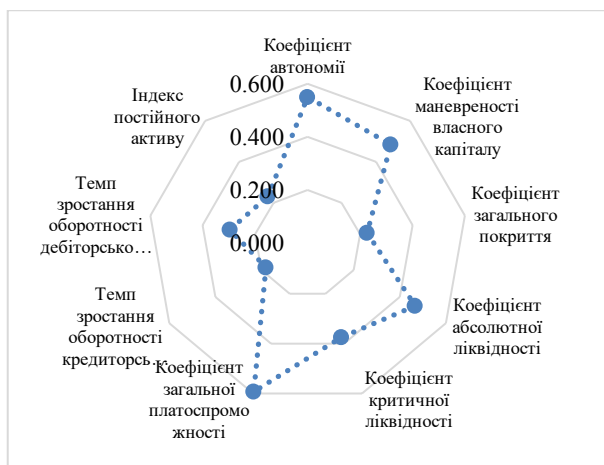 Коефіцієнт
автономії
Коефіцієнт
маневреності
власного
капіталу
Коефіцієнт
загального
покриття
Коефіцієнт
абсолютної
ліквідності
Коефіцієнт
критичної
ліквідності
Коефіцієнт
загальної
платоспромо
жності
Темп
зростання
оборотності
кредиторсь…
Темп
зростання
оборотності
дебіторсько…
Індекс
постійного
активу
0.600
0.400
0.200
0.000